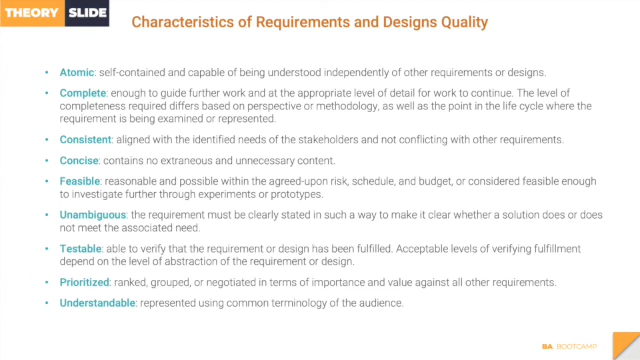 THEORY SLIDE
Characteristics of Requirements and Designs Quality
• Atomic: self-contained and capable of being understood independently of other requirements or designs.
• Complete: enough to guide further work and at the appropriate level of detail for work to continue. The level of
completeness required differs based on perspective or methodology, as well as the point in the life cycle where the
requirement is being examined or represented.
• Consistent: aligned with the identified needs of the stakeholders and not conflicting with other requirements.
• Concise: contains no extraneous and unnecessary content.
• Feasible: reasonable and possible within the agreed-upon risk, schedule, and budget, or considered feasible enough
to investigate further through experiments or prototypes.
• Unambiguous: the requirement must be clearly stated in such a way to make it clear whether a solution does or does
not meet the associated need.
• Testable: able to verify that the requirement or design has been fulfilled. Acceptable levels of verifying fulfillment
depend on the level of abstraction of the requirement or design.
• Prioritized: ranked, grouped, or negotiated in terms of importance and value against all other requirements.
• Understandable: represented using common terminology of the audience.
BA BOOTCAMP